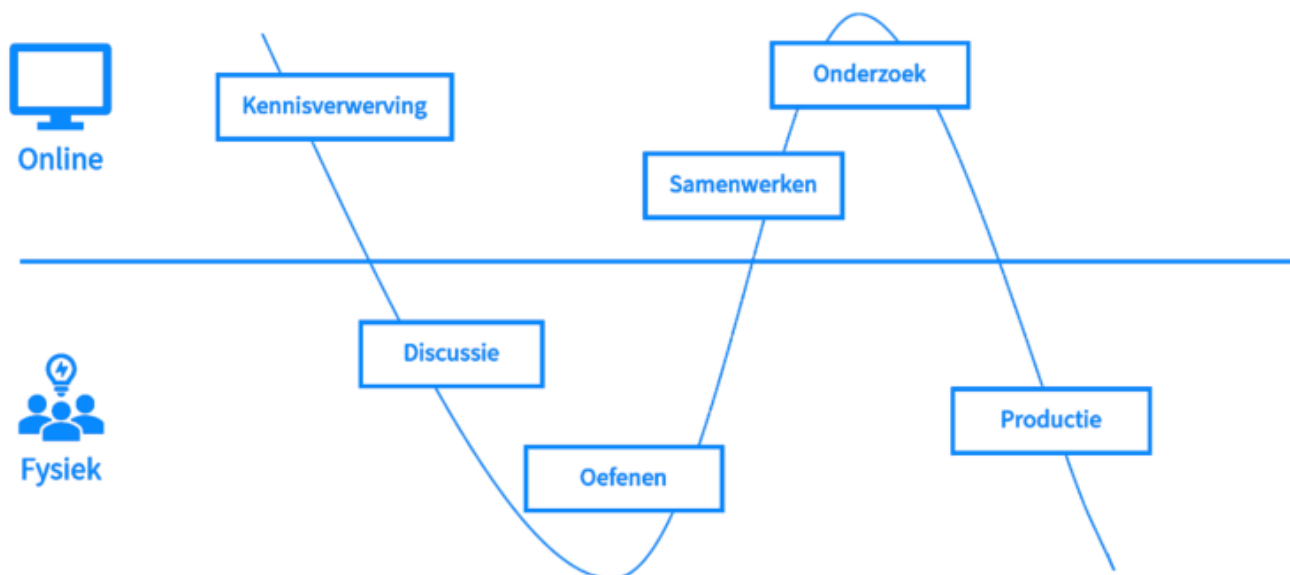 Online
Kennisverwerving
Onderzoek
Samenwerken
Fysiek
Discussie
Oefenen
Productie